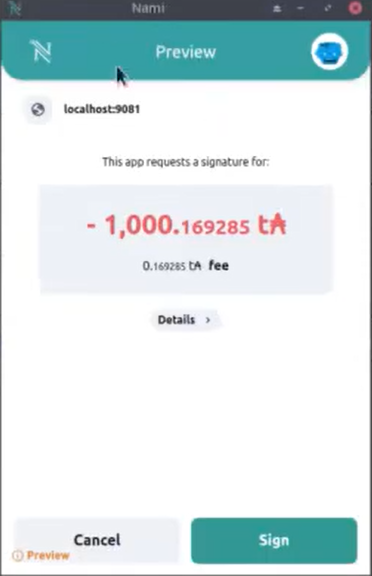 Nami
Preview
localhost:9081
This app requests a signature for:
- 1,000.169285 t₳
0.169285 t₳ fee
Details >
Cancel
Sign
Preview